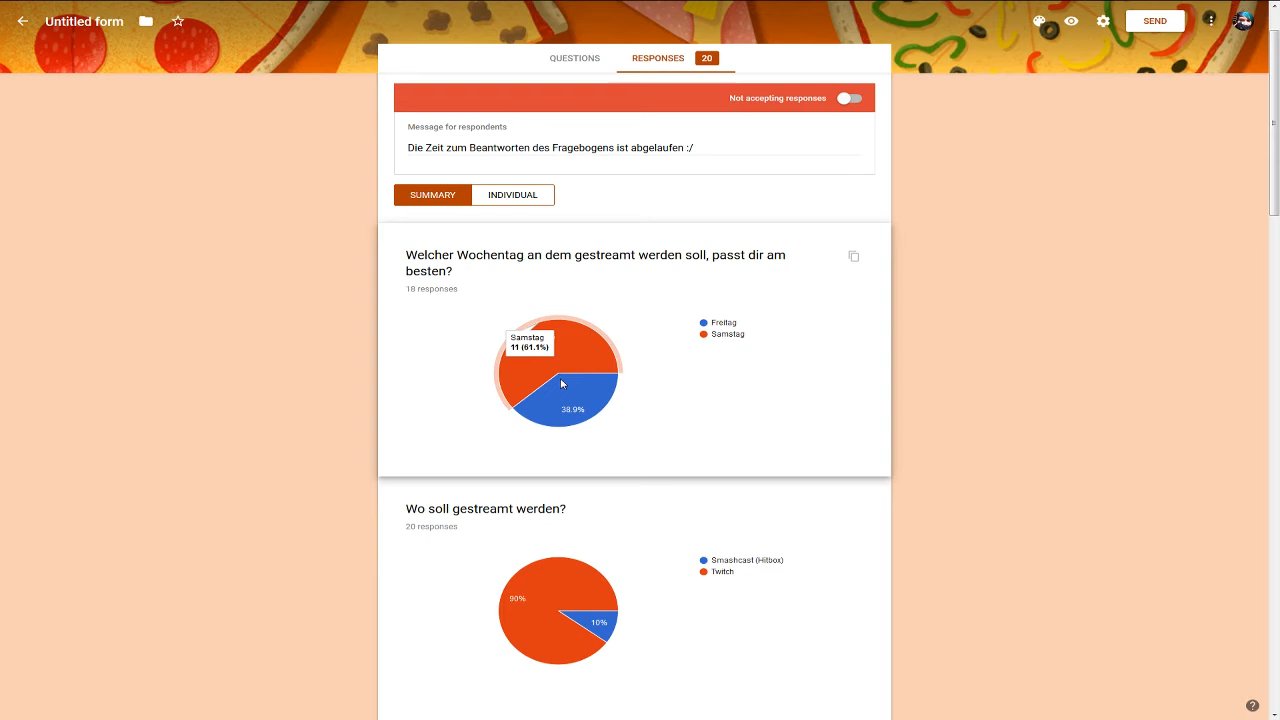 Untitled form
SEND
QUESTIONS
RESPONSES 20
Not accepting responses
Message for respondents
Die Zeit zum Beantworten des Fragebogens ist abgelaufen :/
SUMMARY
INDIVIDUAL
Welcher Wochentag an dem gestreamt werden soll, passt dir am
besten?
18 responses
Freitag
Samstag
Samstag
11 (61.1%)
38.9%
Wo soll gestreamt werden?
20 responses
Smashcast (Hitbox)
Twitch
90%
10%